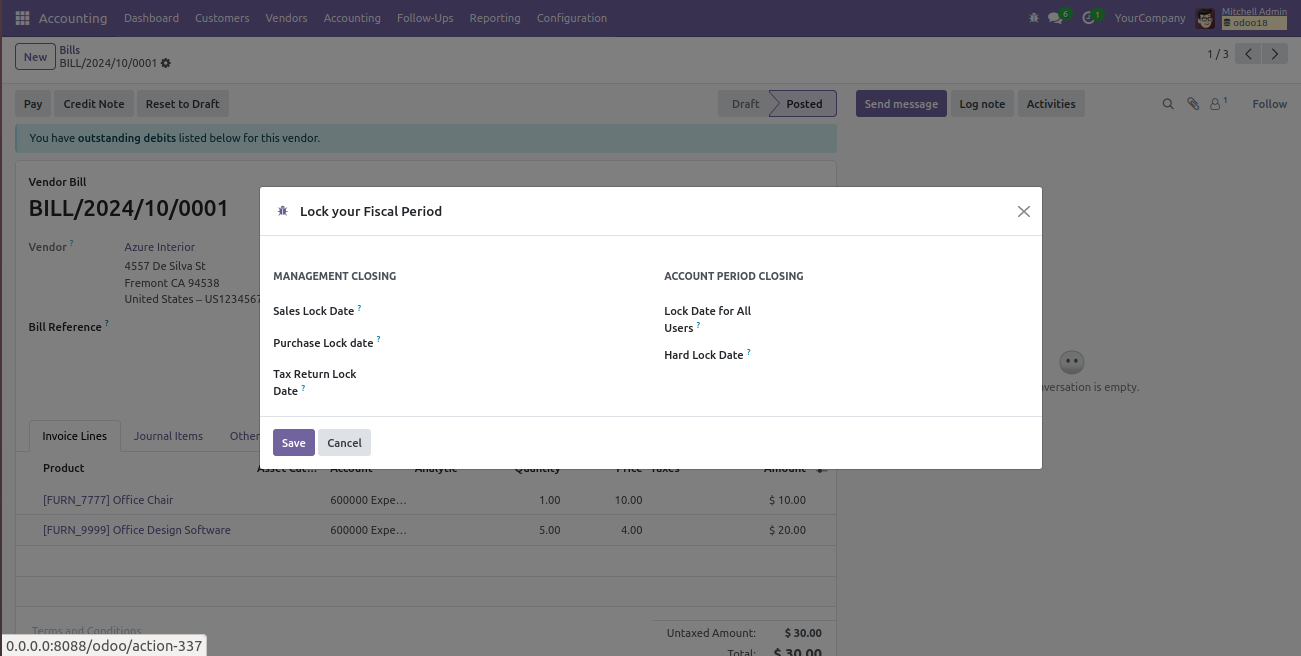 Accounting Dashboard Customers Vendors Accounting Follow-Ups Reporting Configuration 6 1 YourCompany Mitchell Admin
odoo18
New Bills
BILL/2024/10/0001
1 / 3
Pay Credit Note Reset to Draft Draft Posted Send message Log note Activities 1 Follow
You have outstanding debits listed below for this vendor.
Vendor Bill
BILL/2024/10/0001
Vendor ? Azure Interior
4557 De Silva St
Fremont CA 94538
United States – US1234567
Bill Reference ?
Lock your Fiscal Period
MANAGEMENT CLOSING
Sales Lock Date ?
Purchase Lock date ?
Tax Return Lock
Date ?
ACCOUNT PERIOD CLOSING
Lock Date for All
Users ?
Hard Lock Date ?
Save Cancel
nversation is empty.
Invoice Lines Journal Items Other
Product Asset Cat... Account Analytic Quantity Price Taxes Amount
[FURN_7777] Office Chair 600000 Expe... 1.00 10.00 $ 10.00
[FURN_9999] Office Design Software 600000 Expe... 5.00 4.00 $ 20.00
Terms and Conditions
Untaxed Amount: $ 30.00
Total: $ 30.00
0.0.0.0:8088/odoo/action-337